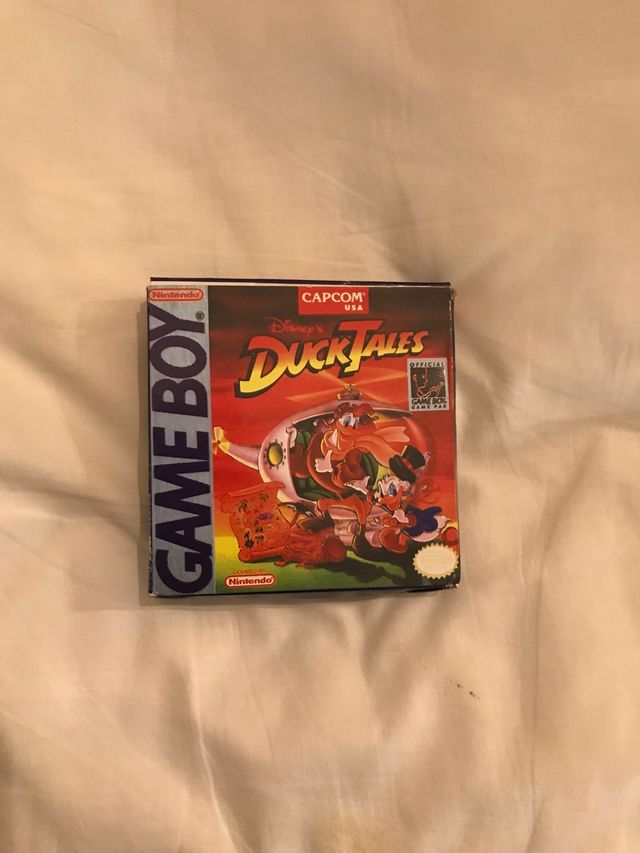 Nintendo
GAME BOY
CAPCOM
USA
Disney's
DUCKTALES
OFFICIAL
GAME BOY
GAME PAK
LICENSED BY
Nintendo